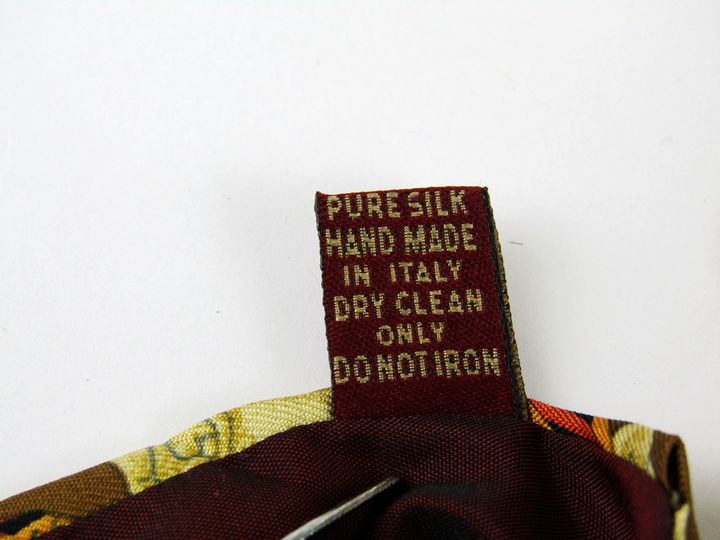 PURE SILK
HAND MADE
IN ITALY
DRY CLEAN
ONLY
DO NOT IRON